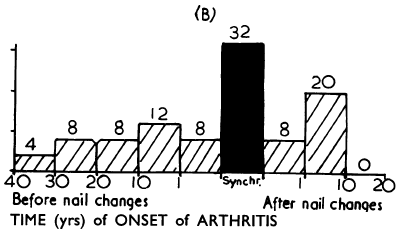 (B)
32
20
12
8 8 8 8
4 0
40 30 20 10 1 Synchr. 1 10 20
Before nail changes After nail changes
TIME (yrs) of ONSET of ARTHRITIS